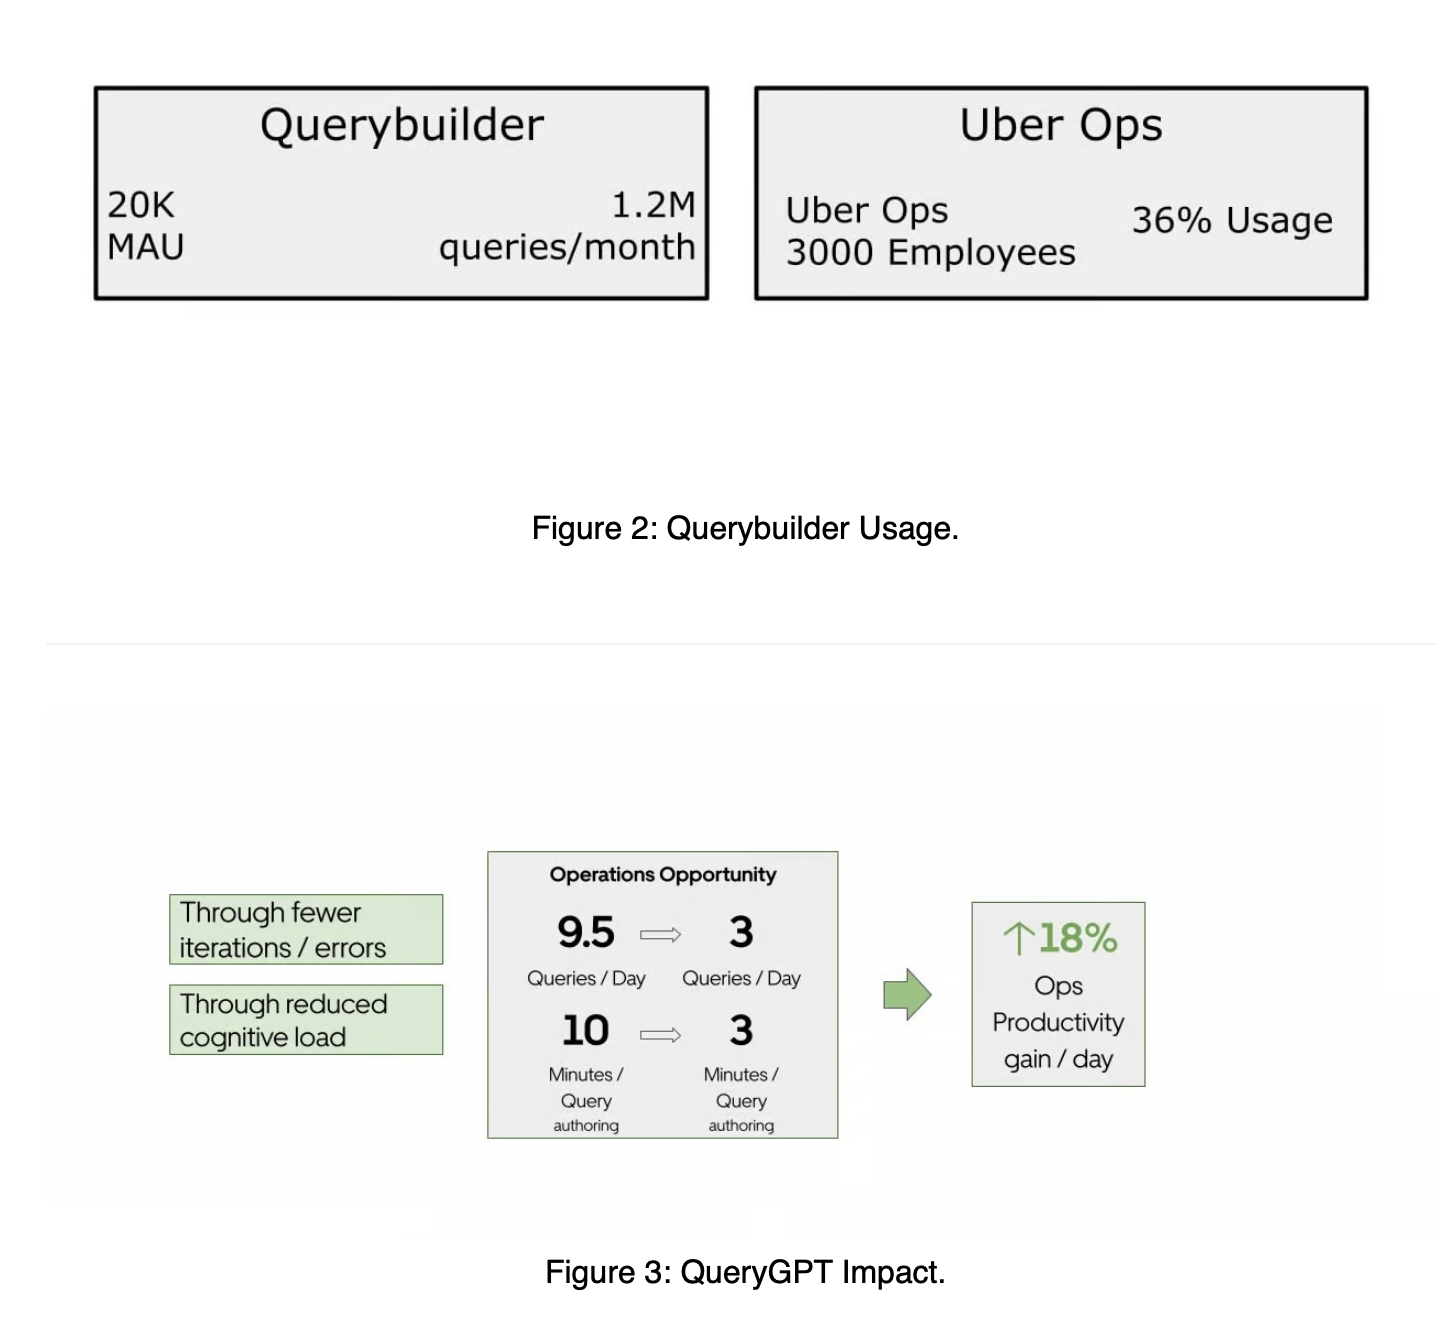 Querybuilder
20K
MAU
1.2M
queries/month
Uber Ops
Uber Ops
3000 Employees
36% Usage
Figure 2: Querybuilder Usage.
Through fewer
iterations / errors
Through reduced
cognitive load
Operations Opportunity
9.5 ⇨ 3
Queries / Day Queries / Day
10 ⇨ 3
Minutes / Minutes /
Query Query
authoring authoring
↑18%
Ops
Productivity
gain / day
Figure 3: QueryGPT Impact.